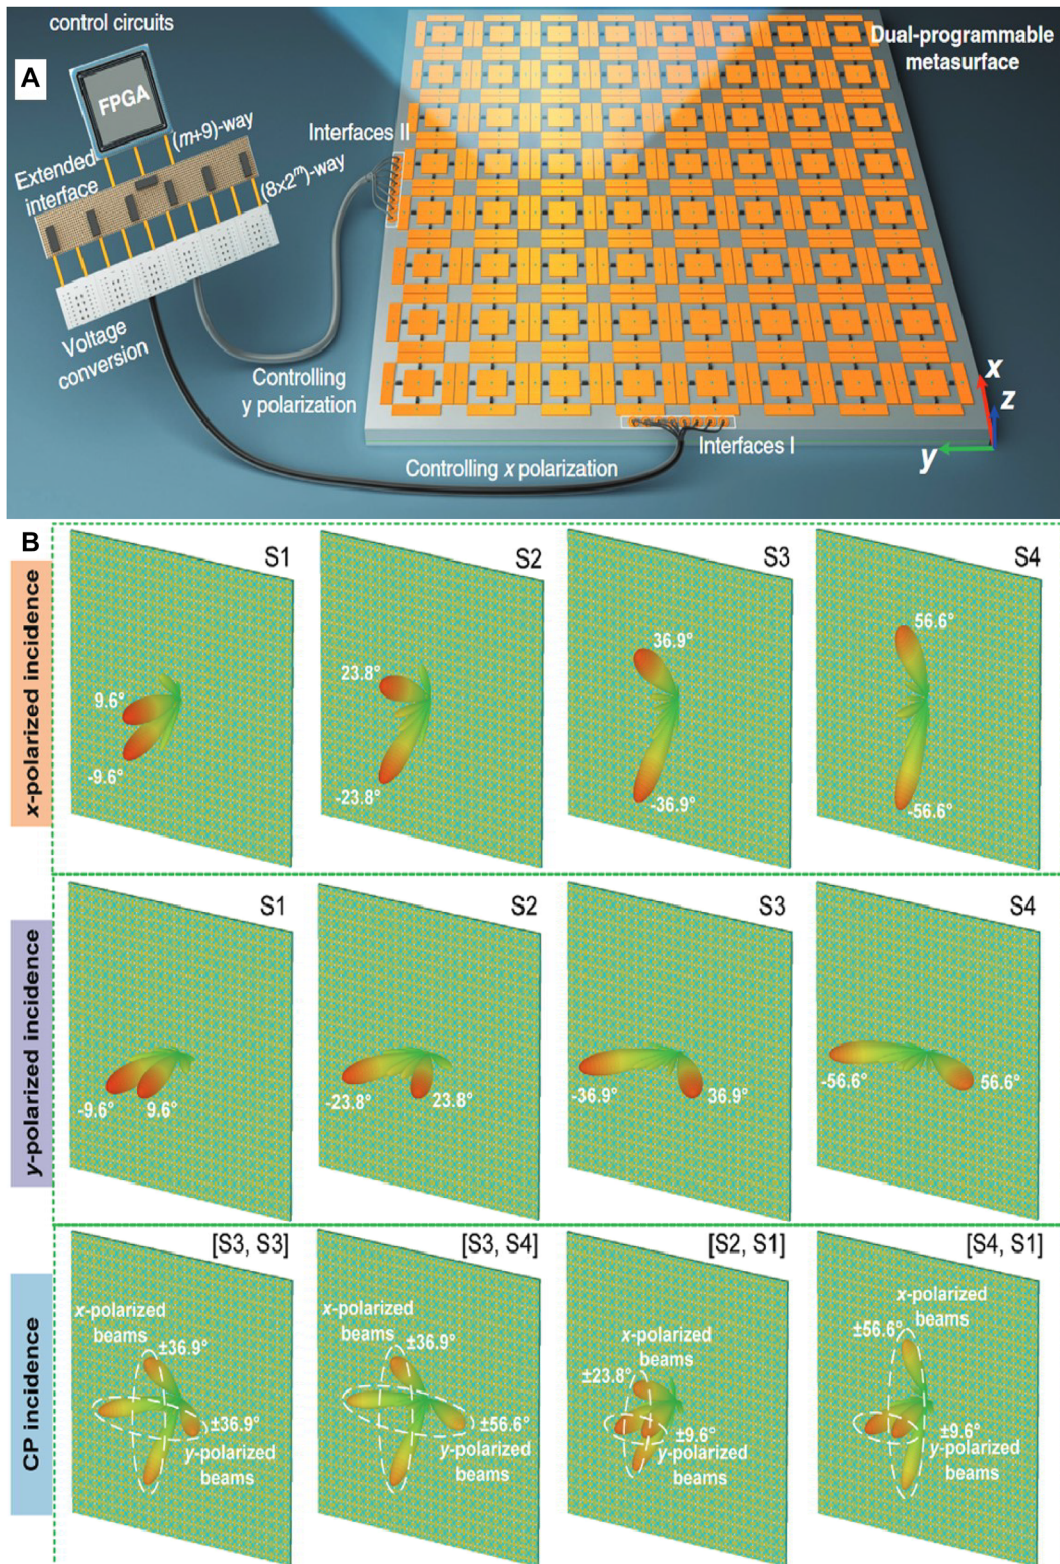 control circuits
A
FPGA
(m+9)-way
Extended
interface
(8×2ᵐ)-way
Voltage
conversion
Interfaces II
Dual-programmable
metasurface
Controlling
y polarization
Controlling x polarization
Interfaces I
x
z
y
B
x-polarized incidence
S1
9.6°
-9.6°
S2
23.8°
-23.8°
S3
36.9°
-36.9°
S4
56.6°
-56.6°
y-polarized incidence
S1
-9.6°
9.6°
S2
-23.8°
23.8°
S3
-36.9°
36.9°
S4
-56.6°
56.6°
CP incidence
[S3, S3]
x-polarized
beams
±36.9°
±36.9°
y-polarized
beams
[S3, S4]
x-polarized
beams
±36.9°
±56.6°
y-polarized
beams
[S2, S1]
x-polarized
beams
±23.8°
±9.6°
y-polarized
beams
[S4, S1]
x-polarized
beams
±56.6°
±9.6°
y-polarized
beams